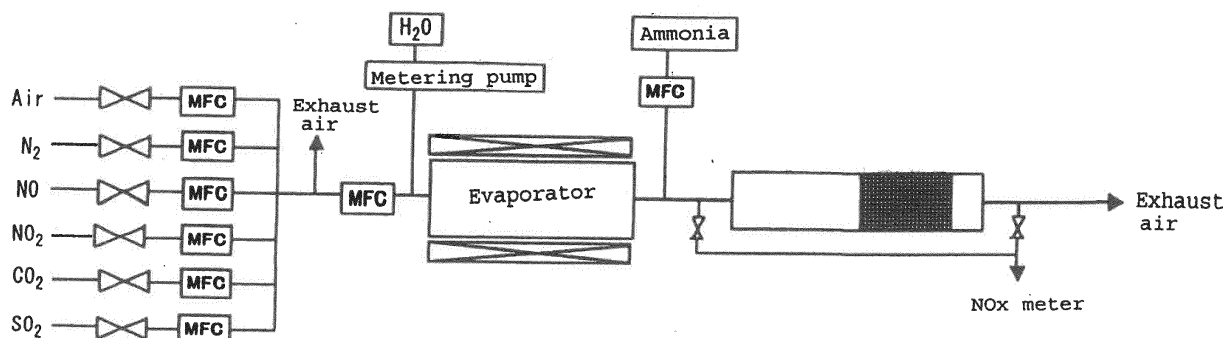 H₂O
Ammonia
Metering pump
MFC
Air
MFC
Exhaust
air
N₂
MFC
NO
MFC
MFC
Evaporator
Exhaust
air
NO₂
MFC
CO₂
MFC
NOx meter
SO₂
MFC